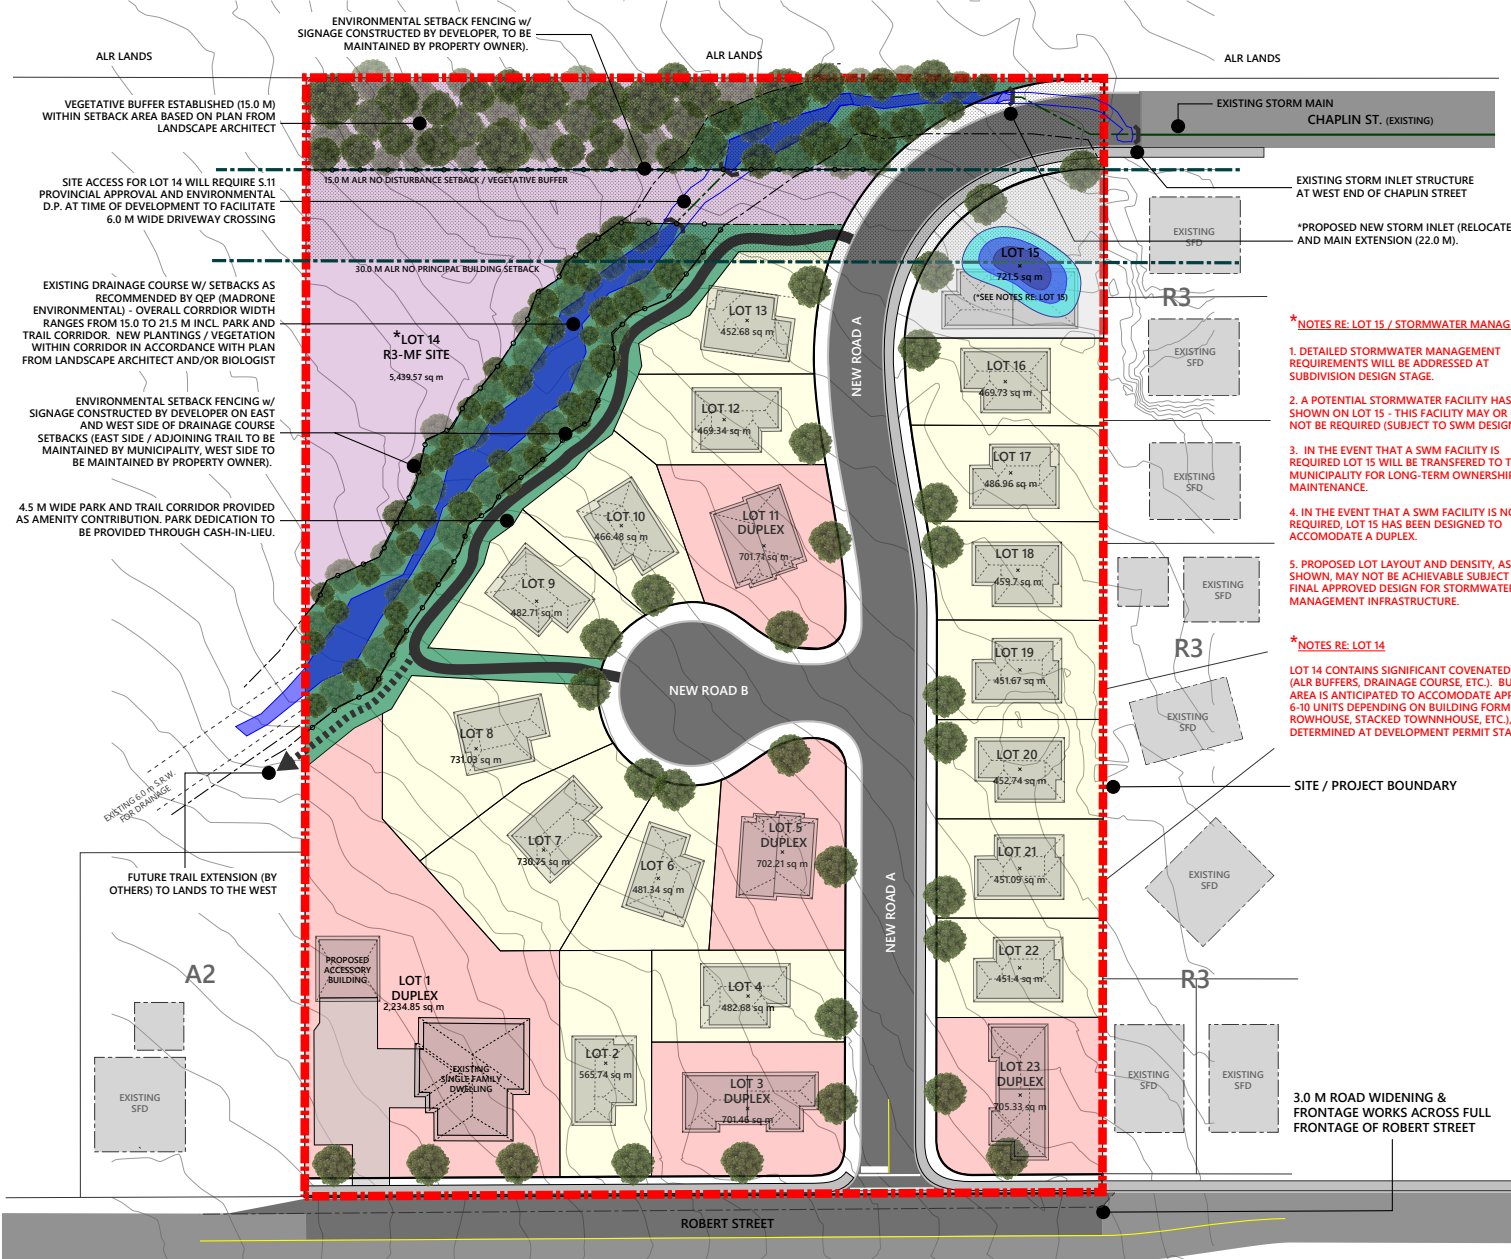 ENVIRONMENTAL SETBACK FENCING w/
SIGNAGE CONSTRUCTED BY DEVELOPER, TO BE
MAINTAINED BY PROPERTY OWNER).
ALR LANDS
ALR LANDS
ALR LANDS
VEGETATIVE BUFFER ESTABLISHED (15.0 M)
WITHIN SETBACK AREA BASED ON PLAN FROM
LANDSCAPE ARCHITECT
EXISTING STORM MAIN
CHAPLIN ST. (EXISTING)
15.0 M ALR NO DISTURBANCE SETBACK / VEGETATIVE BUFFER
SITE ACCESS FOR LOT 14 WILL REQUIRE S.11
PROVINCIAL APPROVAL AND ENVIRONMENTAL
D.P. AT TIME OF DEVELOPMENT TO FACILITATE
6.0 M WIDE DRIVEWAY CROSSING
EXISTING STORM INLET STRUCTURE
AT WEST END OF CHAPLIN STREET
*PROPOSED NEW STORM INLET (RELOCATE
AND MAIN EXTENSION (22.0 M).
30.0 M ALR NO PRINCIPAL BUILDING SETBACK
EXISTING DRAINAGE COURSE W/ SETBACKS AS
RECOMMENDED BY QEP (MADRONE
ENVIRONMENTAL) - OVERALL CORRDIOR WIDTH
RANGES FROM 15.0 TO 21.5 M INCL. PARK AND
TRAIL CORRIDOR. NEW PLANTINGS / VEGETATION
WITHIN CORRIDOR IN ACCORDANCE WITH PLAN
FROM LANDSCAPE ARCHITECT AND/OR BIOLOGIST
ENVIRONMENTAL SETBACK FENCING w/
SIGNAGE CONSTRUCTED BY DEVELOPER ON EAST
AND WEST SIDE OF DRAINAGE COURSE
SETBACKS (EAST SIDE / ADJOINING TRAIL TO BE
MAINTAINED BY MUNICIPALITY, WEST SIDE TO
BE MAINTAINED BY PROPERTY OWNER).
4.5 M WIDE PARK AND TRAIL CORRIDOR PROVIDED
AS AMENITY CONTRIBUTION. PARK DEDICATION TO
BE PROVIDED THROUGH CASH-IN-LIEU.
*LOT 14
R3-MF SITE
5,439.57 sq m
LOT 15
721.5 sq m
(*SEE NOTES RE: LOT 15)
LOT 13
452.68 sq m
LOT 12
469.34 sq m
LOT 16
469.73 sq m
LOT 17
486.96 sq m
LOT 10
466.48 sq m
LOT 11
DUPLEX
701.71 sq m
LOT 9
482.71 sq m
LOT 18
459.7 sq m
LOT 19
451.67 sq m
NEW ROAD A
NEW ROAD B
LOT 8
731.03 sq m
LOT 20
452.74 sq m
LOT 7
730.75 sq m
LOT 6
481.34 sq m
LOT 5
DUPLEX
702.21 sq m
LOT 21
451.09 sq m
NEW ROAD A
LOT 22
451.4 sq m
LOT 4
482.68 sq m
PROPOSED
ACCESSORY
BUILDING
LOT 1
DUPLEX
2,234.85 sq m
EXISTING
SINGLE FAMILY
DWELLING
LOT 2
565.74 sq m
LOT 3
DUPLEX
701.46 sq m
LOT 23
DUPLEX
705.33 sq m
EXISTING 6.0 m S.R.W.
FOR DRAINAGE
FUTURE TRAIL EXTENSION (BY
OTHERS) TO LANDS TO THE WEST
A2
EXISTING
SFD
EXISTING
SFD
R3
EXISTING
SFD
EXISTING
SFD
EXISTING
SFD
R3
EXISTING
SFD
EXISTING
SFD
R3
EXISTING
SFD
EXISTING
SFD
*NOTES RE: LOT 15 / STORMWATER MANAG
1. DETAILED STORMWATER MANAGEMENT
REQUIREMENTS WILL BE ADDRESSED AT
SUBDIVISION DESIGN STAGE.
2. A POTENTIAL STORMWATER FACILITY HAS
SHOWN ON LOT 15 - THIS FACILITY MAY OR
NOT BE REQUIRED (SUBJECT TO SWM DESIGN
3. IN THE EVENT THAT A SWM FACILITY IS
REQUIRED LOT 15 WILL BE TRANSFERED TO T
MUNICIPALITY FOR LONG-TERM OWNERSHIP
MAINTENANCE.
4. IN THE EVENT THAT A SWM FACILITY IS NO
REQUIRED, LOT 15 HAS BEEN DESIGNED TO
ACCOMODATE A DUPLEX.
5. PROPOSED LOT LAYOUT AND DENSITY, AS
SHOWN, MAY NOT BE ACHIEVABLE SUBJECT
FINAL APPROVED DESIGN FOR STORMWATER
MANAGEMENT INFRASTRUCTURE.
*NOTES RE: LOT 14
LOT 14 CONTAINS SIGNIFICANT COVENATED
(ALR BUFFERS, DRAINAGE COURSE, ETC.). BU
AREA IS ANTICIPATED TO ACCOMODATE APP
6-10 UNITS DEPENDING ON BUILDING FORM
ROWHOUSE, STACKED TOWNNHOUSE, ETC.),
DETERMINED AT DEVELOPMENT PERMIT STA
SITE / PROJECT BOUNDARY
3.0 M ROAD WIDENING &
FRONTAGE WORKS ACROSS FULL
FRONTAGE OF ROBERT STREET
ROBERT STREET